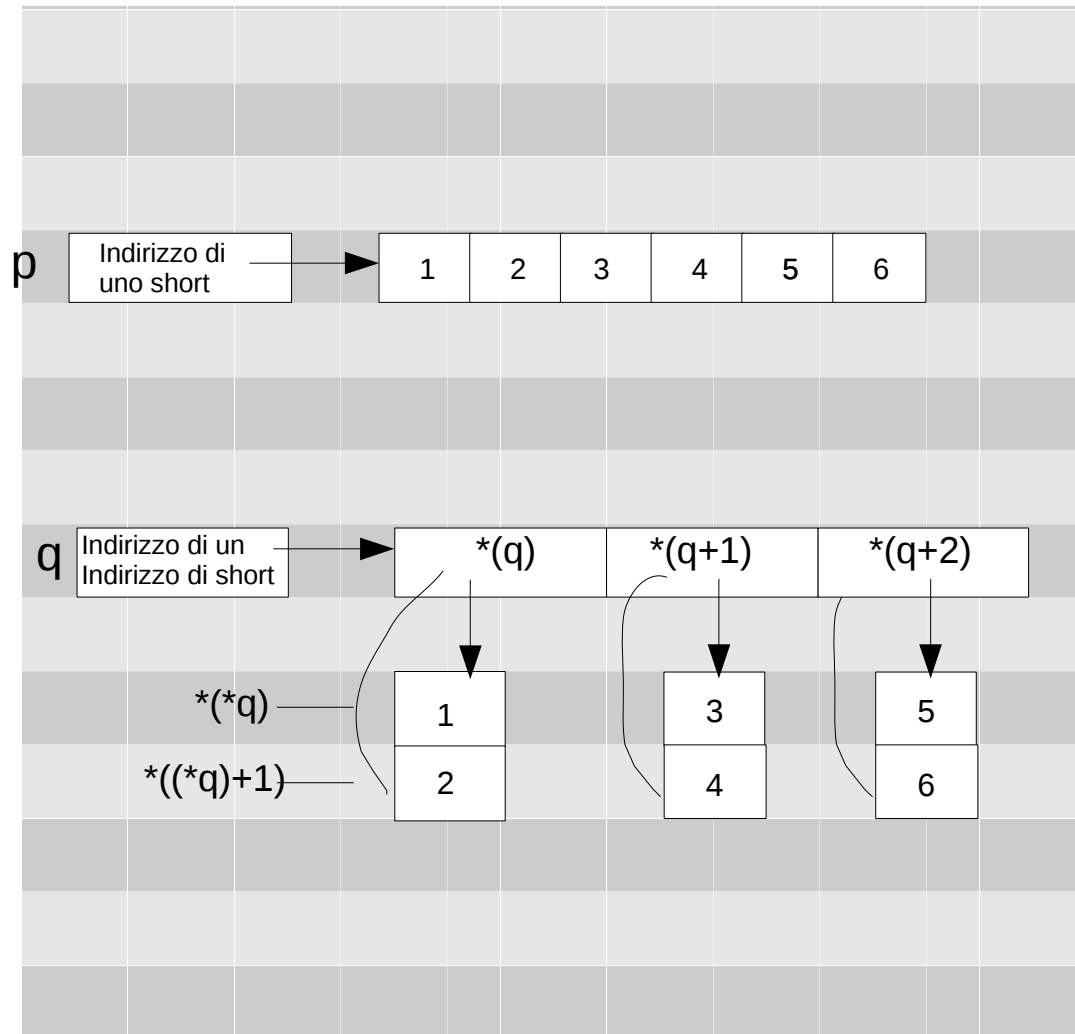 p
Indirizzo di
uno short
1 2 3 4 5 6
q
Indirizzo di un
Indirizzo di short
*(q) *(q+1) *(q+2)
*(*q)
1 3 5
*((*q)+1)
2 4 6